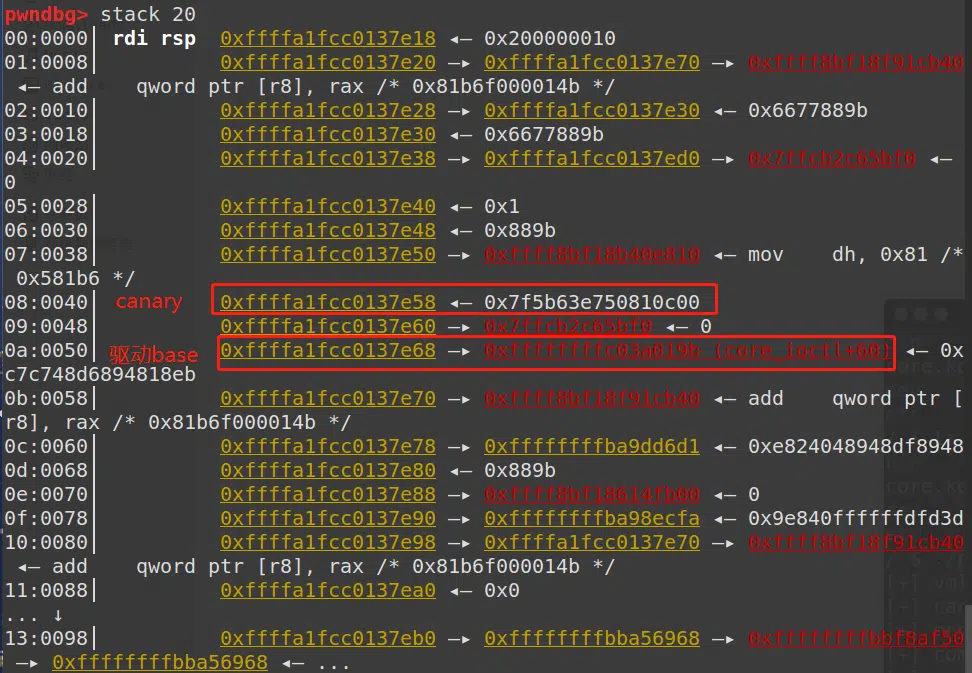 pwndbg> stack 20
00:0000│ rdi rsp 0xffffa1fcc0137e18 ◂— 0x200000010
01:0008│ 0xffffa1fcc0137e20 —▸ 0xffffa1fcc0137e70 —▸ 0xffff8bf18f91cb40
◂— add qword ptr [r8], rax /* 0x81b6f000014b */
02:0010│ 0xffffa1fcc0137e28 —▸ 0xffffa1fcc0137e30 ◂— 0x6677889b
03:0018│ 0xffffa1fcc0137e30 ◂— 0x6677889b
04:0020│ 0xffffa1fcc0137e38 —▸ 0xffffa1fcc0137ed0 —▸ 0x7ffcb2c65bf0 ◂—
0
05:0028│ 0xffffa1fcc0137e40 ◂— 0x1
06:0030│ 0xffffa1fcc0137e48 ◂— 0x889b
07:0038│ 0xffffa1fcc0137e50 —▸ 0xffff8bf18b40e810 ◂— mov dh, 0x81 /*
0x581b6 */
08:0040│ canary 0xffffa1fcc0137e58 ◂— 0x7f5b63e750810c00
09:0048│ 0xffffa1fcc0137e60 —▸ 0x7ffcb2c65bf0 ◂— 0
0a:0050│ 驱动base 0xffffa1fcc0137e68 —▸ 0xffffffffc03a019b (core_ioctl+60) ◂— 0x
c7c748d6894818eb
0b:0058│ 0xffffa1fcc0137e70 —▸ 0xffff8bf18f91cb40 ◂— add qword ptr [
r8], rax /* 0x81b6f000014b */
0c:0060│ 0xffffa1fcc0137e78 —▸ 0xffffffffba9dd6d1 ◂— 0xe824048948df8948
0d:0068│ 0xffffa1fcc0137e80 ◂— 0x889b
0e:0070│ 0xffffa1fcc0137e88 —▸ 0xffff8bf18614fb00 ◂— 0
0f:0078│ 0xffffa1fcc0137e90 —▸ 0xffffffffba98ecfa ◂— 0x9e840ffffffdfd3d
10:0080│ 0xffffa1fcc0137e98 —▸ 0xffffa1fcc0137e70 —▸ 0xffff8bf18f91cb40
◂— add qword ptr [r8], rax /* 0x81b6f000014b */
11:0088│ 0xffffa1fcc0137ea0 ◂— 0x0
... ↓
13:0098│ 0xffffa1fcc0137eb0 —▸ 0xffffffffbba56968 —▸ 0xffffffffbbf8af50
—▸ 0xffffffffbba56968 ◂— ...